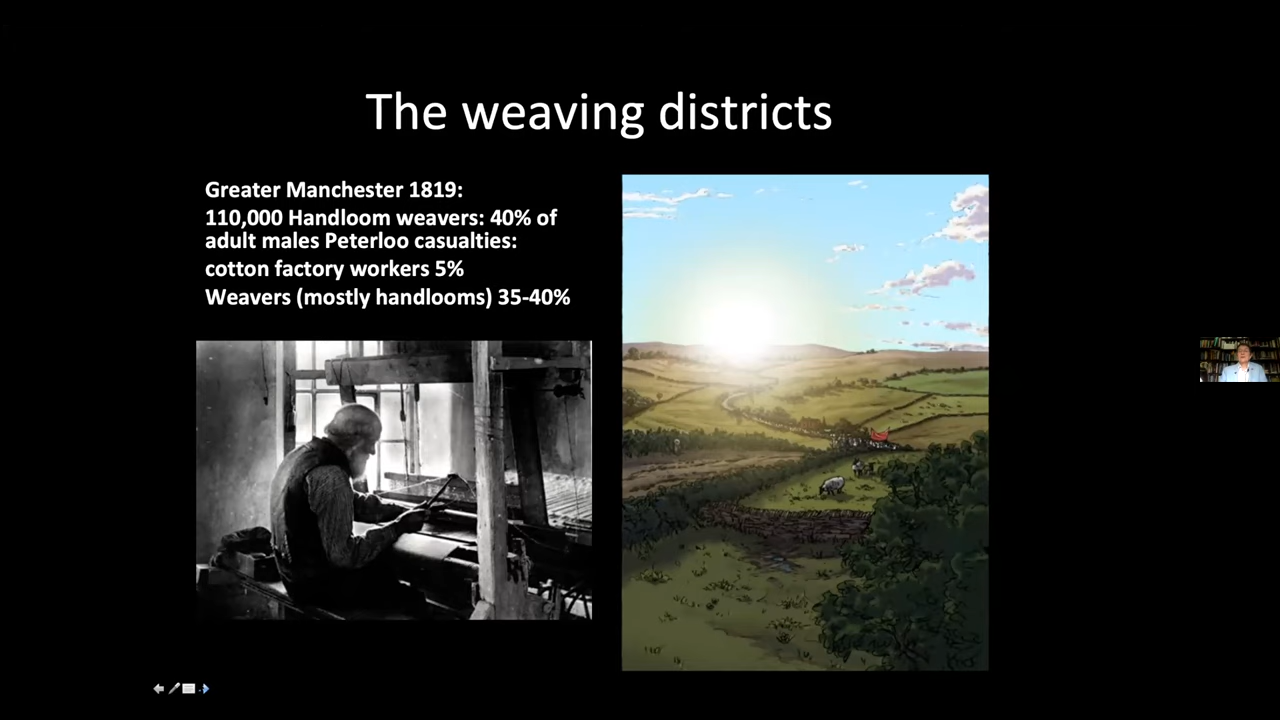 The weaving districts
Greater Manchester 1819:
110,000 Handloom weavers: 40% of
adult males Peterloo casualties:
cotton factory workers 5%
Weavers (mostly handlooms) 35-40%